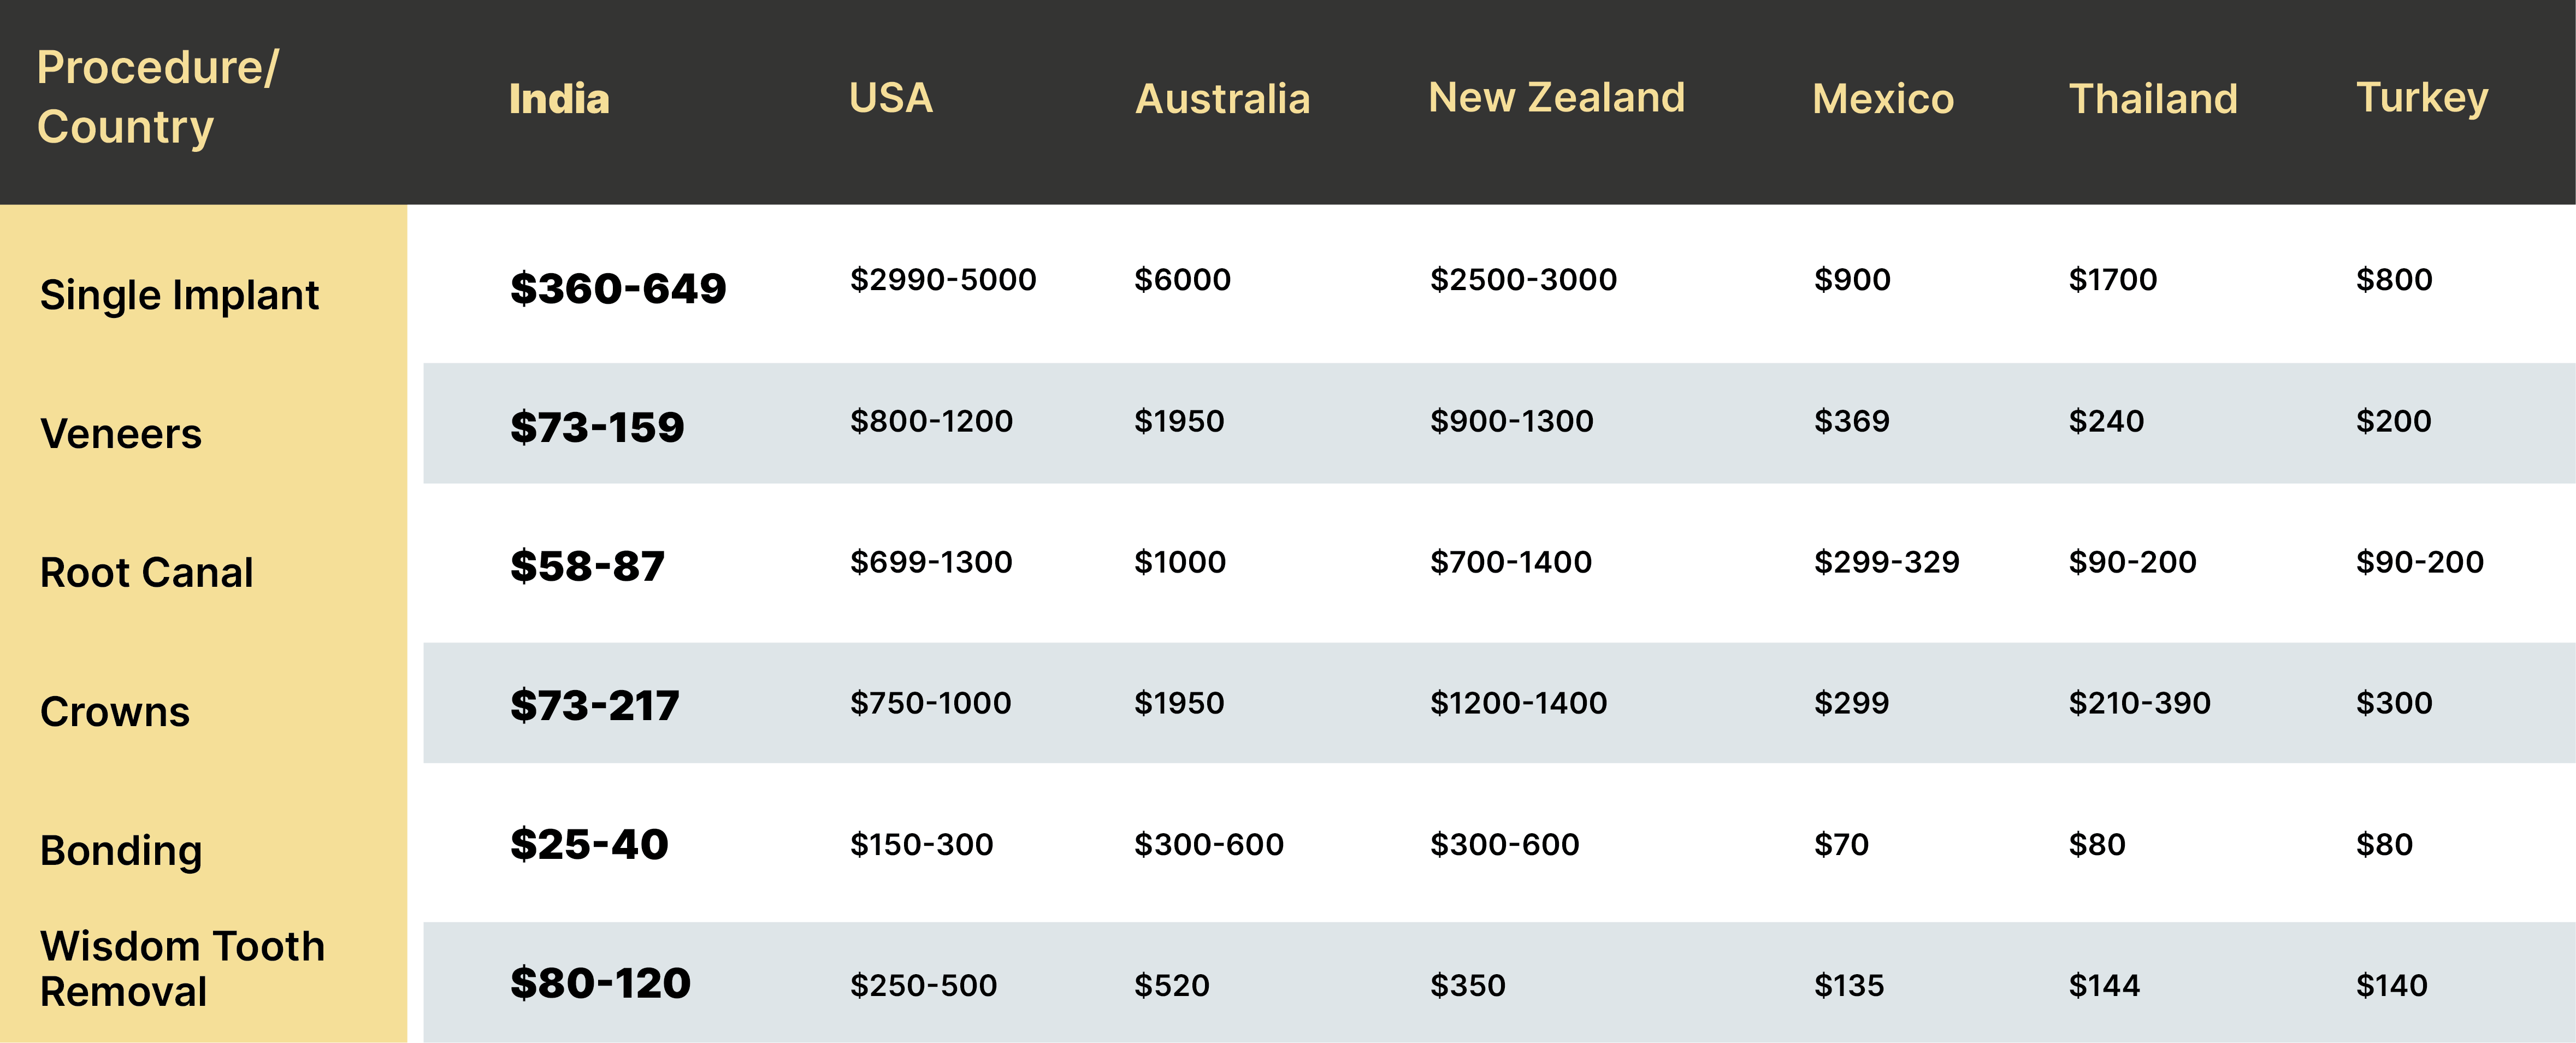 Procedure/
Country
India USA Australia New Zealand Mexico Thailand Turkey
Single Implant $360-649 $2990-5000 $6000 $2500-3000 $900 $1700 $800
Veneers $73-159 $800-1200 $1950 $900-1300 $369 $240 $200
Root Canal $58-87 $699-1300 $1000 $700-1400 $299-329 $90-200 $90-200
Crowns $73-217 $750-1000 $1950 $1200-1400 $299 $210-390 $300
Bonding $25-40 $150-300 $300-600 $300-600 $70 $80 $80
Wisdom Tooth
Removal $80-120 $250-500 $520 $350 $135 $144 $140